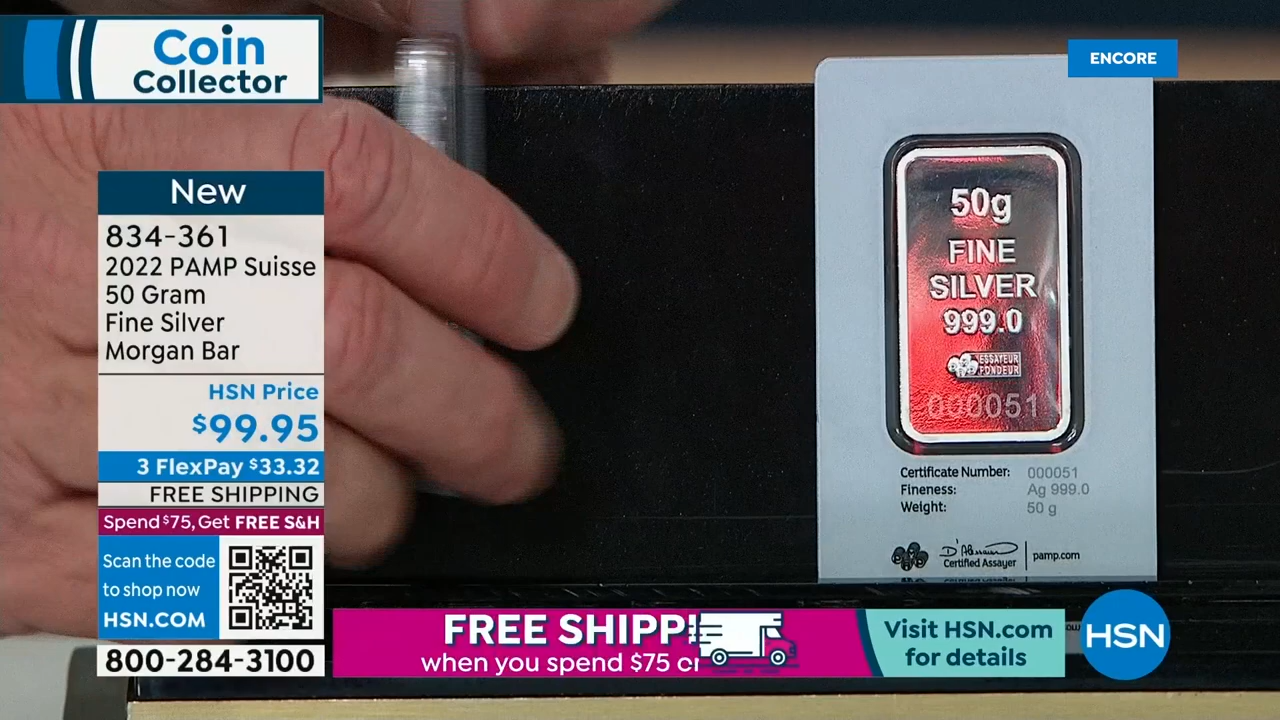 Coin
Collector
ENCORE
New
834-361
2022 PAMP Suisse
50 Gram
Fine Silver
Morgan Bar
HSN Price
$99.95
3 FlexPay $33.32
FREE SHIPPING
Spend $75, Get FREE S&H
Scan the code
to shop now
HSN.COM
800-284-3100
50g
FINE
SILVER
999.0
ESSAYEUR
FONDEUR
000051
Certificate Number: 000051
Fineness: Ag 999.0
Weight: 50 g
Certified Assayer
pamp.com
FREE SHIPPI
when you spend $75 or
Visit HSN.com
for details
HSN